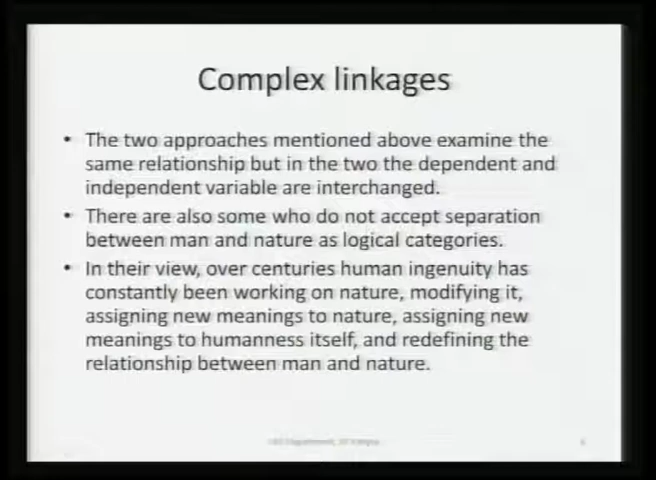 Complex linkages
• The two approaches mentioned above examine the
same relationship but in the two the dependent and
independent variable are interchanged.
• There are also some who do not accept separation
between man and nature as logical categories.
• In their view, over centuries human ingenuity has
constantly been working on nature, modifying it,
assigning new meanings to nature, assigning new
meanings to humanness itself, and redefining the
relationship between man and nature.